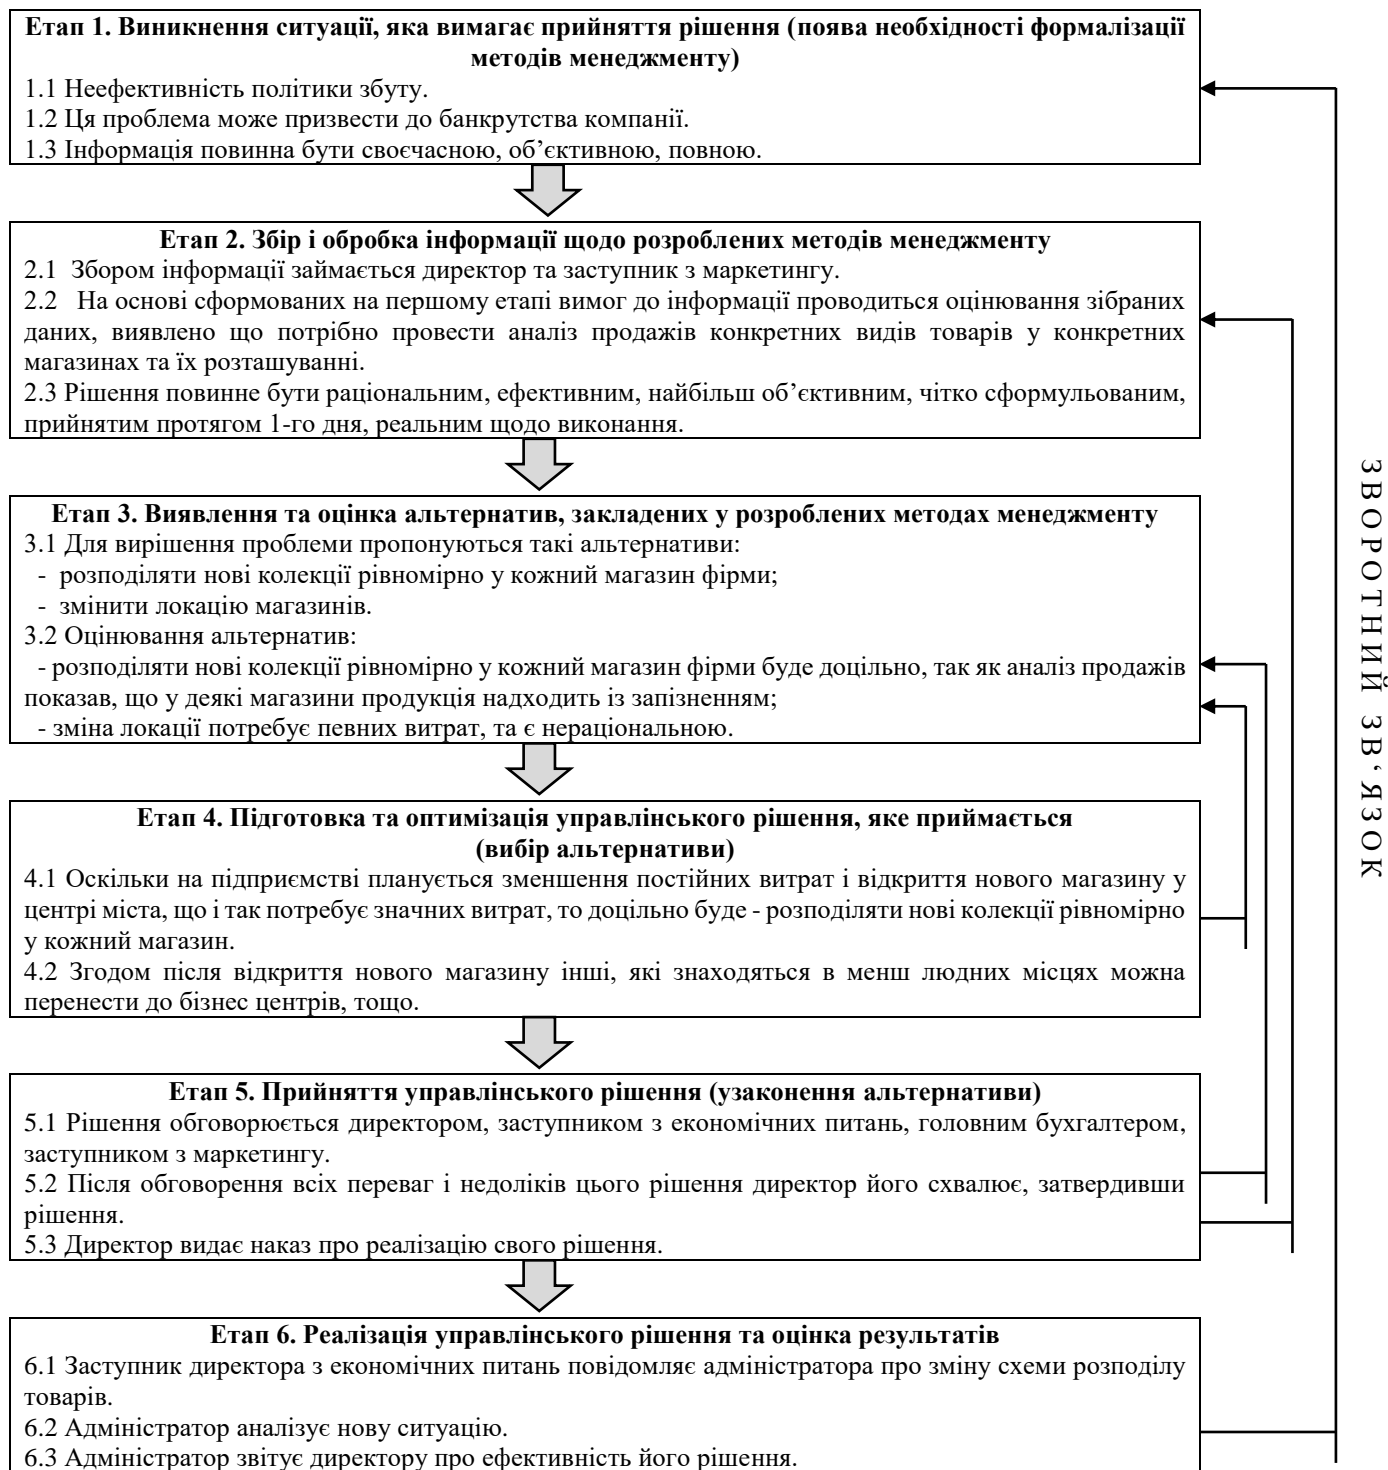 Етап 1. Виникнення ситуації, яка вимагає прийняття рішення (поява необхідності формалізації
методів менеджменту)
1.1 Неефективність політики збуту.
1.2 Ця проблема може призвести до банкрутства компанії.
1.3 Інформація повинна бути своєчасною, об’єктивною, повною.
Етап 2. Збір і обробка інформації щодо розроблених методів менеджменту
2.1 Збором інформації займається директор та заступник з маркетингу.
2.2 На основі сформованих на першому етапі вимог до інформації проводиться оцінювання зібраних
даних, виявлено що потрібно провести аналіз продажів конкретних видів товарів у конкретних
магазинах та їх розташуванні.
2.3 Рішення повинне бути раціональним, ефективним, найбільш об’єктивним, чітко сформульованим,
прийнятим протягом 1-го дня, реальним щодо виконання.
Етап 3. Виявлення та оцінка альтернатив, закладених у розроблених методах менеджменту
3.1 Для вирішення проблеми пропонуються такі альтернативи:
- розподіляти нові колекції рівномірно у кожний магазин фірми;
- змінити локацію магазинів.
3.2 Оцінювання альтернатив:
- розподіляти нові колекції рівномірно у кожний магазин фірми буде доцільно, так як аналіз продажів
показав, що у деякі магазини продукція надходить із запізненням;
- зміна локації потребує певних витрат, та є нераціональною.
Етап 4. Підготовка та оптимізація управлінського рішення, яке приймається
(вибір альтернативи)
4.1 Оскільки на підприємстві планується зменшення постійних витрат і відкриття нового магазину у
центрі міста, що і так потребує значних витрат, то доцільно буде - розподіляти нові колекції рівномірно
у кожний магазин.
4.2 Згодом після відкриття нового магазину інші, які знаходяться в менш людних місцях можна
перенести до бізнес центрів, тощо.
Етап 5. Прийняття управлінського рішення (узаконення альтернативи)
5.1 Рішення обговорюється директором, заступником з економічних питань, головним бухгалтером,
заступником з маркетингу.
5.2 Після обговорення всіх переваг і недоліків цього рішення директор його схвалює, затвердивши
рішення.
5.3 Директор видає наказ про реалізацію свого рішення.
Етап 6. Реалізація управлінського рішення та оцінка результатів
6.1 Заступник директора з економічних питань повідомляє адміністратора про зміну схеми розподілу
товарів.
6.2 Адміністратор аналізує нову ситуацію.
6.3 Адміністратор звітує директору про ефективність його рішення.
ЗВОРОТНИЙ ЗВ‘ЯЗОК